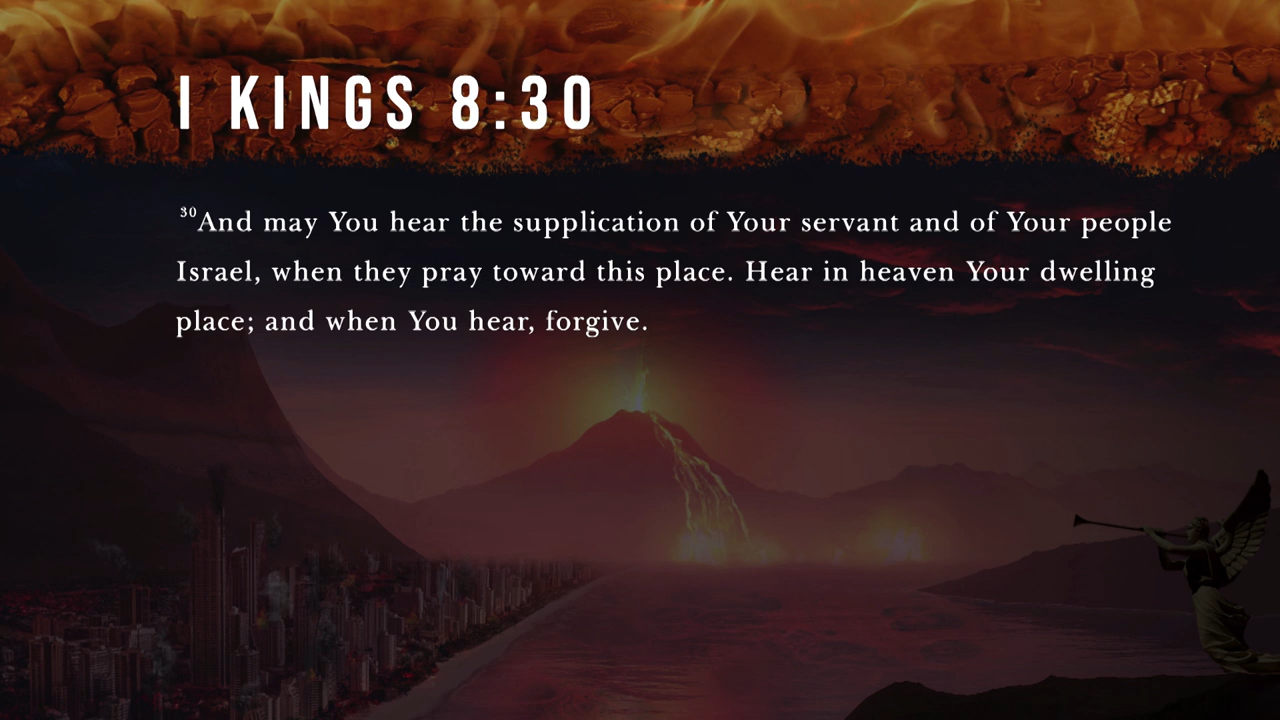 I KINGS 8:30
³⁰And may You hear the supplication of Your servant and of Your people
Israel, when they pray toward this place. Hear in heaven Your dwelling
place; and when You hear, forgive.